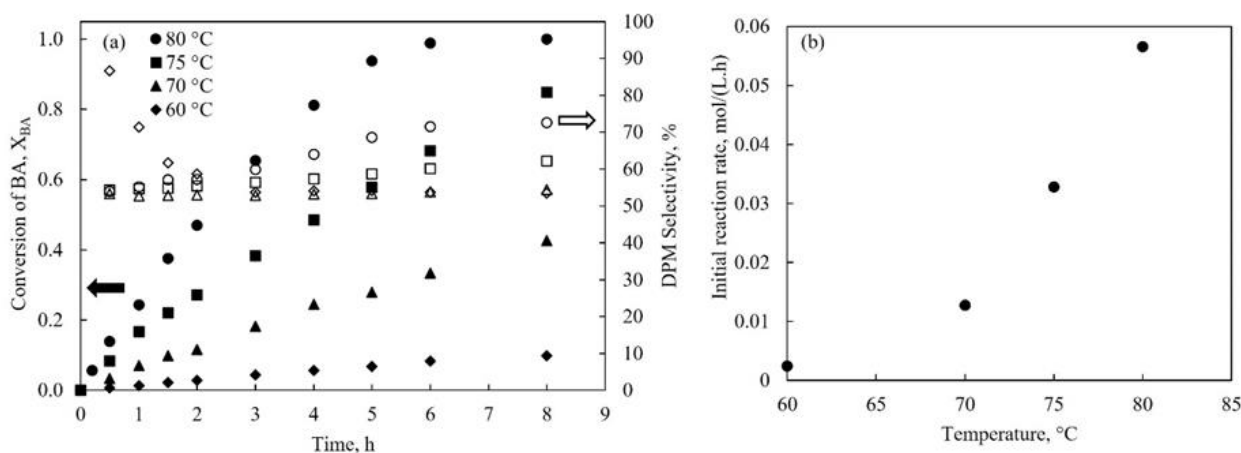 (a)
80 °C
75 °C
70 °C
60 °C
Conversion of BA, X_BA
1.0
0.8
0.6
0.4
0.2
0.0
0 1 2 3 4 5 6 7 8 9
Time, h
100
90
80
70
60
50
40
30
20
10
0
DPM Selectivity, %
(b)
Initial reaction rate, mol/(L.h)
0.06
0.05
0.04
0.03
0.02
0.01
0
60 65 70 75 80 85
Temperature, °C